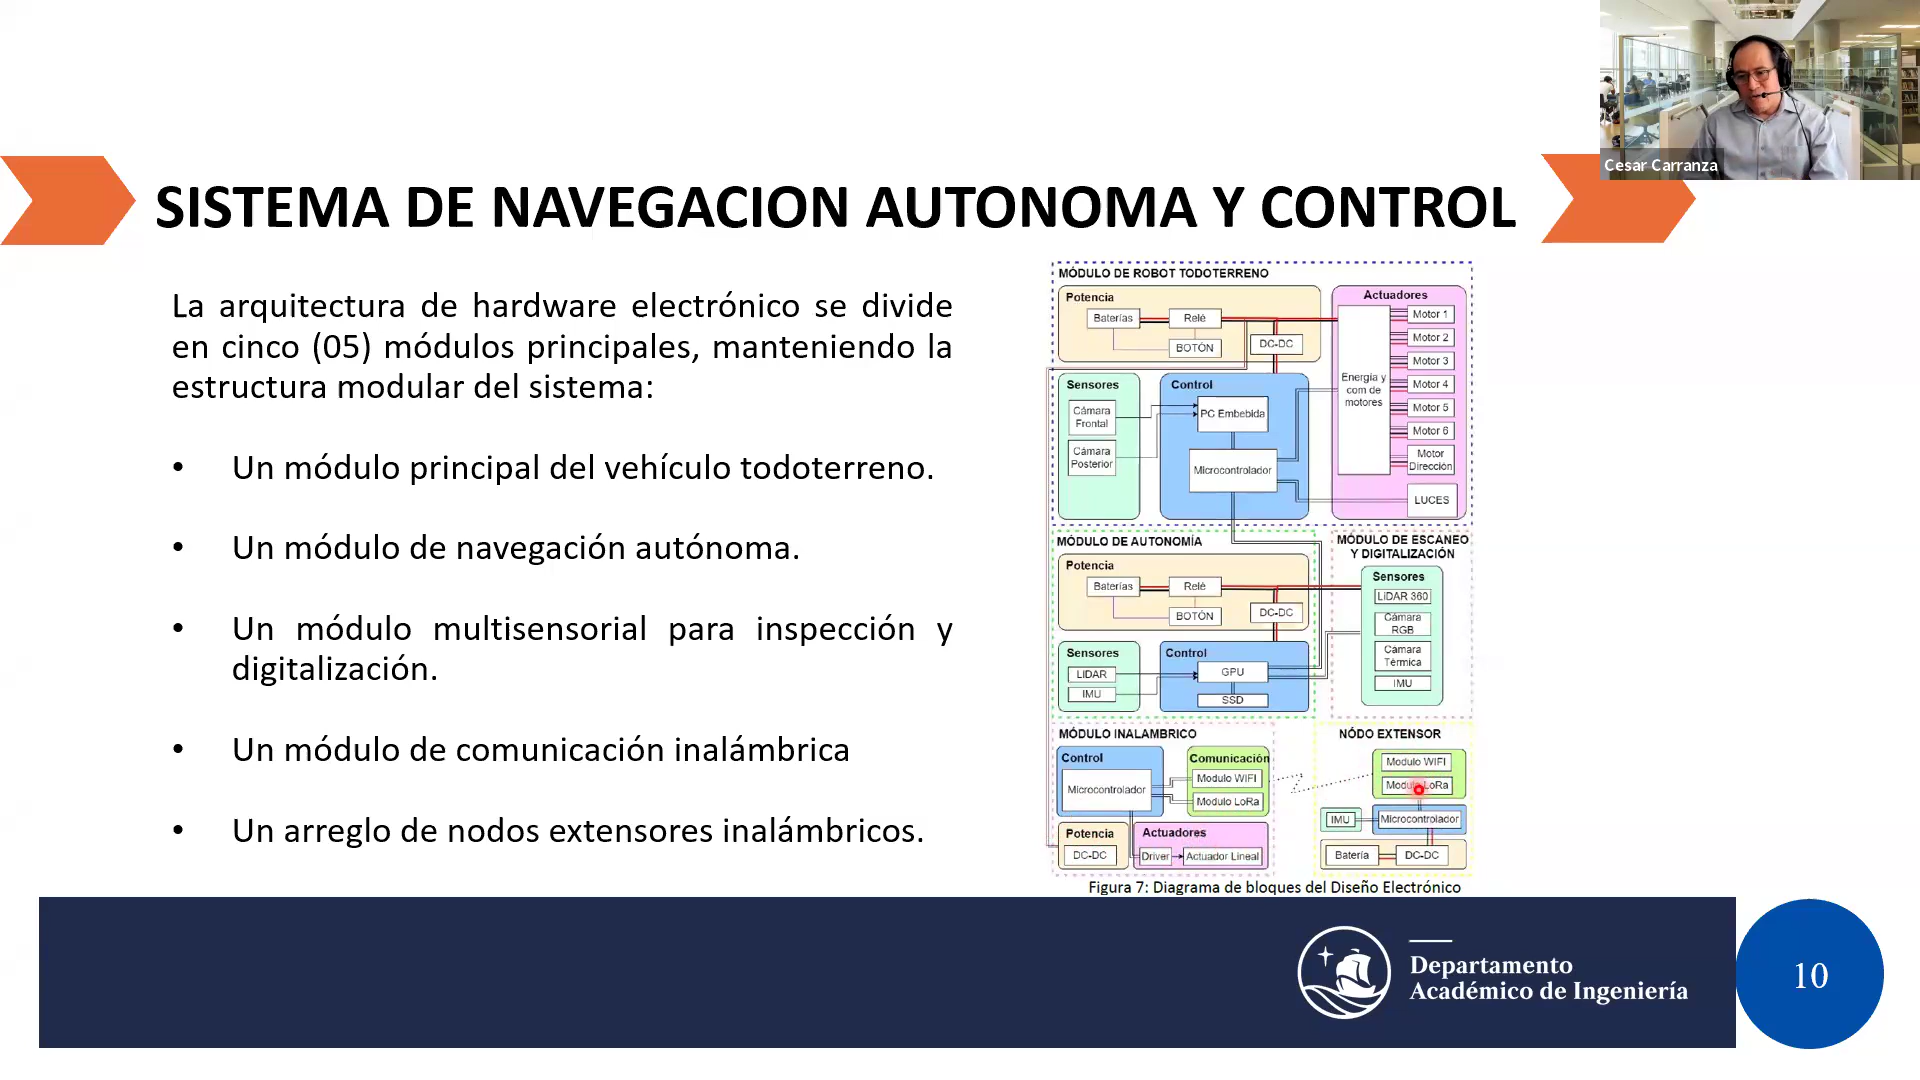 Cesar Carranza
SISTEMA DE NAVEGACION AUTONOMA Y CONTROL
La arquitectura de hardware electrónico se divide
en cinco (05) módulos principales, manteniendo la
estructura modular del sistema:
• Un módulo principal del vehículo todoterreno.
• Un módulo de navegación autónoma.
• Un módulo multisensorial para inspección y
digitalización.
• Un módulo de comunicación inalámbrica
• Un arreglo de nodos extensores inalámbricos.
MÓDULO DE ROBOT TODOTERRENO
Potencia
Baterías
Relé
BOTÓN
DC-DC
Actuadores
Energía y
com de
motores
Motor 1
Motor 2
Motor 3
Motor 4
Motor 5
Motor 6
Motor
Dirección
LUCES
Sensores
Cámara
Frontal
Cámara
Posterior
Control
PC Embebida
Microcontrolador
MÓDULO DE AUTONOMÍA
Potencia
Baterías
Relé
BOTÓN
DC-DC
Sensores
LIDAR
IMU
Control
GPU
SSD
MÓDULO DE ESCANEO
Y DIGITALIZACIÓN
Sensores
LiDAR 360
Cámara
RGB
Cámara
Térmica
IMU
MÓDULO INALAMBRICO
Control
Microcontrolador
Comunicación
Modulo WIFI
Modulo LoRa
Potencia
DC-DC
Actuadores
Driver
Actuador Lineal
NÓDO EXTENSOR
Modulo WIFI
Modulo LoRa
IMU
Microcontrolador
Batería
DC-DC
Figura 7: Diagrama de bloques del Diseño Electrónico
Departamento
Académico de Ingeniería
10